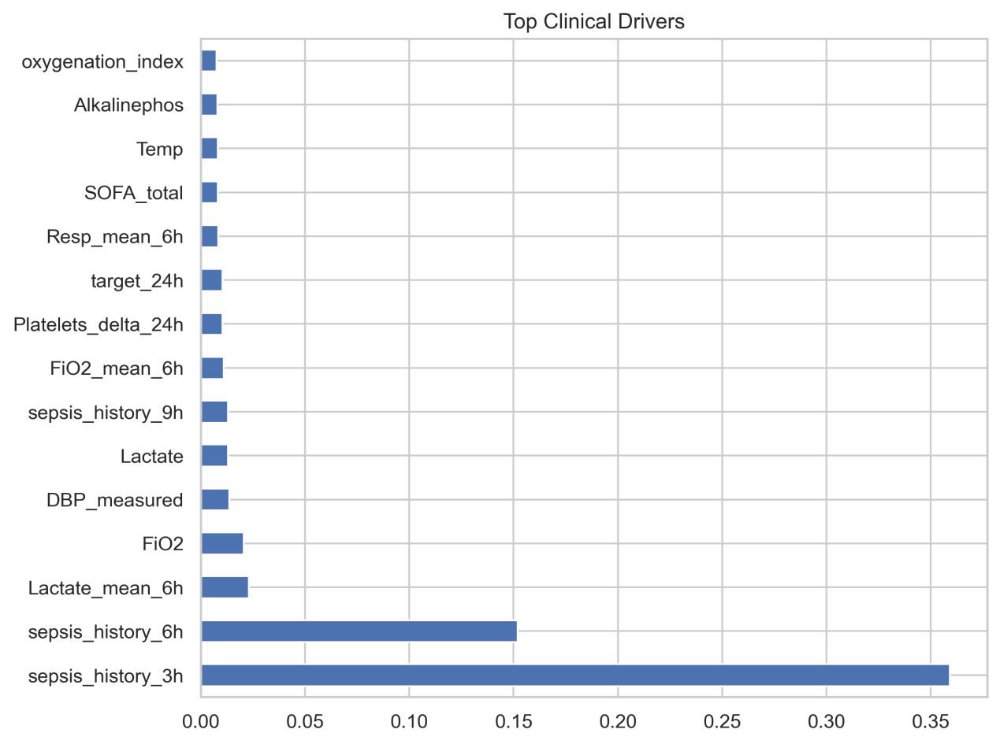 Top Clinical Drivers
oxygenation_index
Alkalinephos
Temp
SOFA_total
Resp_mean_6h
target_24h
Platelets_delta_24h
FiO2_mean_6h
sepsis_history_9h
Lactate
DBP_measured
FiO2
Lactate_mean_6h
sepsis_history_6h
sepsis_history_3h
0.00 0.05 0.10 0.15 0.20 0.25 0.30 0.35